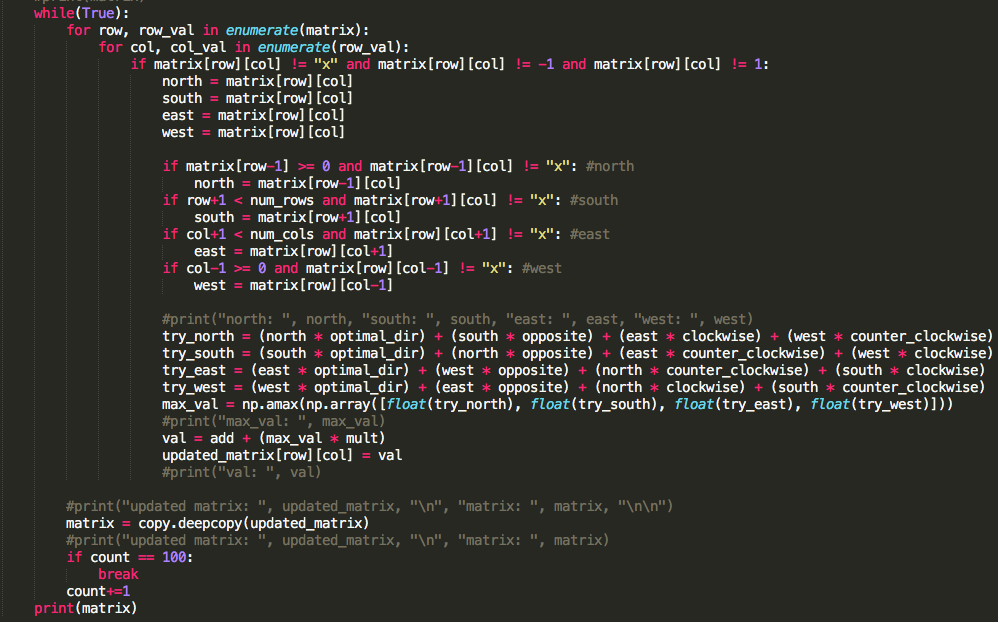 while(True):
for row, row_val in enumerate(matrix):
for col, col_val in enumerate(row_val):
if matrix[row][col] != "x" and matrix[row][col] != -1 and matrix[row][col] != 1:
north = matrix[row][col]
south = matrix[row][col]
east = matrix[row][col]
west = matrix[row][col]
if matrix[row-1] >= 0 and matrix[row-1][col] != "x": #north
north = matrix[row-1][col]
if row+1 < num_rows and matrix[row+1][col] != "x": #south
south = matrix[row+1][col]
if col+1 < num_cols and matrix[row][col+1] != "x": #east
east = matrix[row][col+1]
if col-1 >= 0 and matrix[row][col-1] != "x": #west
west = matrix[row][col-1]
#print("north: ", north, "south: ", south, "east: ", east, "west: ", west)
try_north = (north * optimal_dir) + (south * opposite) + (east * clockwise) + (west * counter_clockwise)
try_south = (south * optimal_dir) + (north * opposite) + (east * counter_clockwise) + (west * clockwise)
try_east = (east * optimal_dir) + (west * opposite) + (north * counter_clockwise) + (south * clockwise)
try_west = (west * optimal_dir) + (east * opposite) + (north * clockwise) + (south * counter_clockwise)
max_val = np.amax(np.array([float(try_north), float(try_south), float(try_east), float(try_west)]))
#print("max_val: ", max_val)
val = add + (max_val * mult)
updated_matrix[row][col] = val
#print("val: ", val)
#print("updated matrix: ", updated_matrix, "\n", "matrix: ", matrix, "\n\n")
matrix = copy.deepcopy(updated_matrix)
#print("updated matrix: ", updated_matrix, "\n", "matrix: ", matrix)
if count == 100:
break
count+=1
print(matrix)